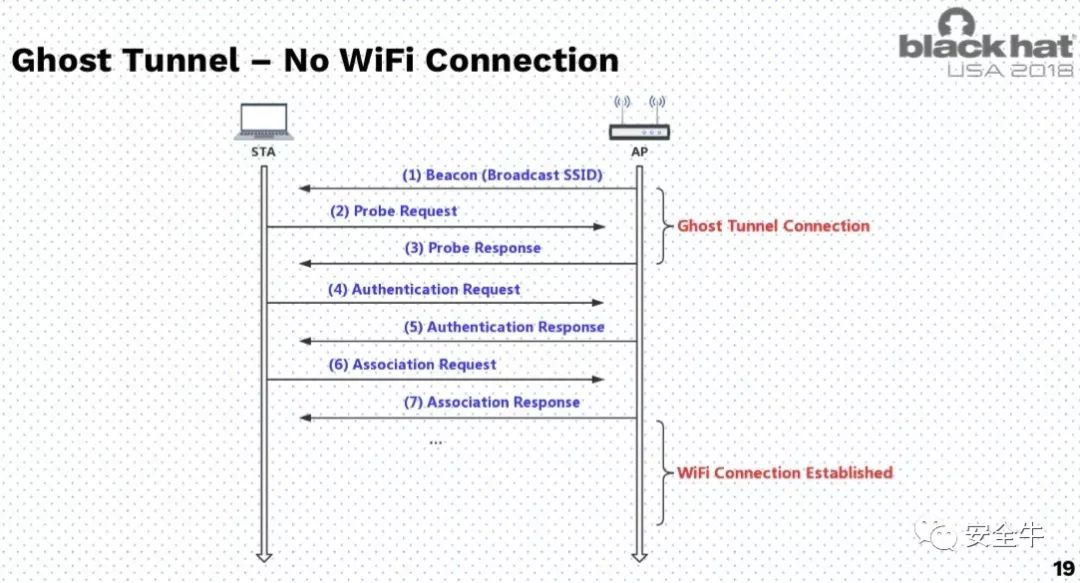 Ghost Tunnel – No WiFi Connection
black hat
USA 2018
STA
AP
(1) Beacon (Broadcast SSID)
(2) Probe Request
Ghost Tunnel Connection
(3) Probe Response
(4) Authentication Request
(5) Authentication Response
(6) Association Request
(7) Association Response
...
WiFi Connection Established
安全牛
19